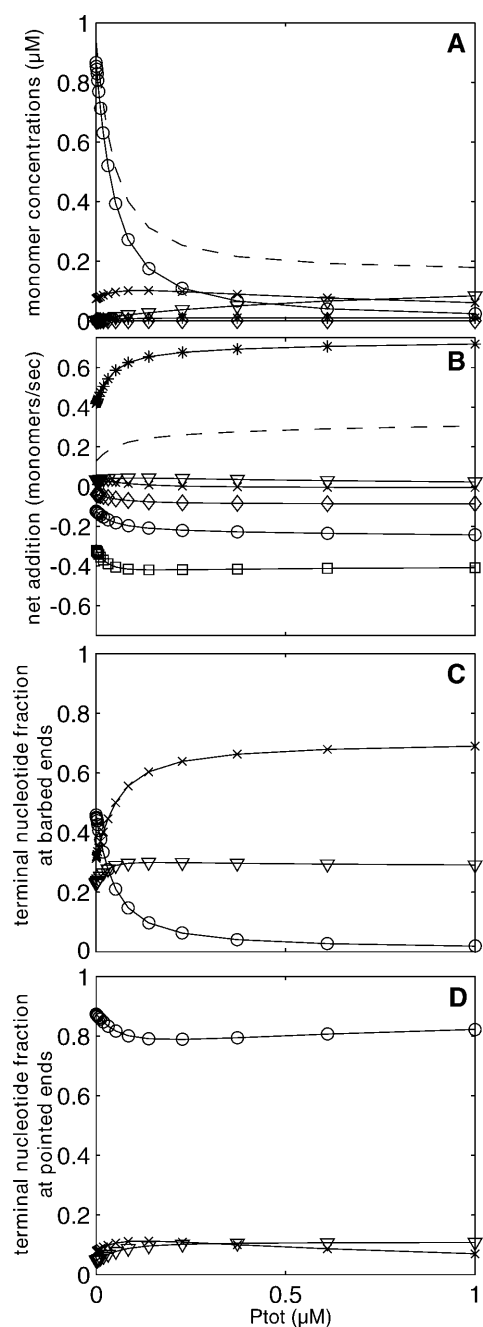 A
monomer concentrations (μM)
1
0.8
0.6
0.4
0.2
0
B
net addition (monomers/sec)
0.6
0.4
0.2
0
-0.2
-0.4
-0.6
C
terminal nucleotide fraction
at barbed ends
1
0.8
0.6
0.4
0.2
0
D
terminal nucleotide fraction
at pointed ends
1
0.8
0.6
0.4
0.2
0
0
0.5
1
Ptot (μM)